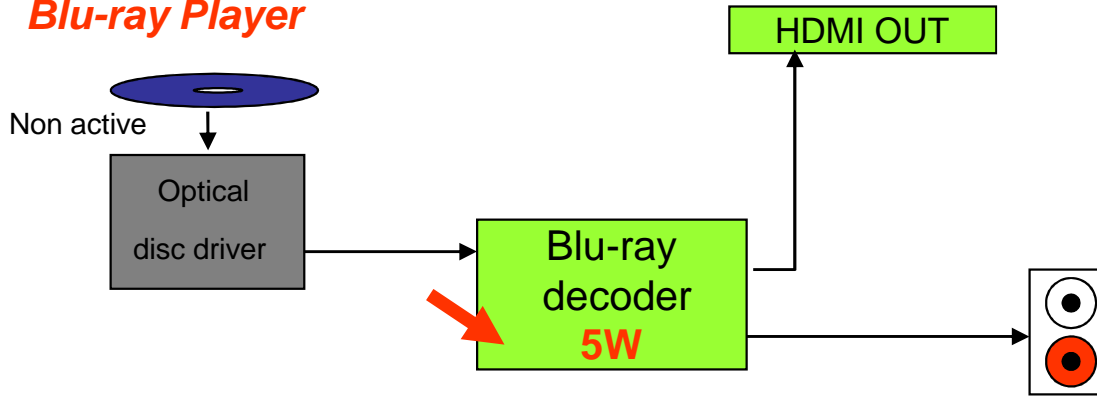 Blu-ray Player
HDMI OUT
Non active
Optical
disc driver
Blu-ray
decoder
5W